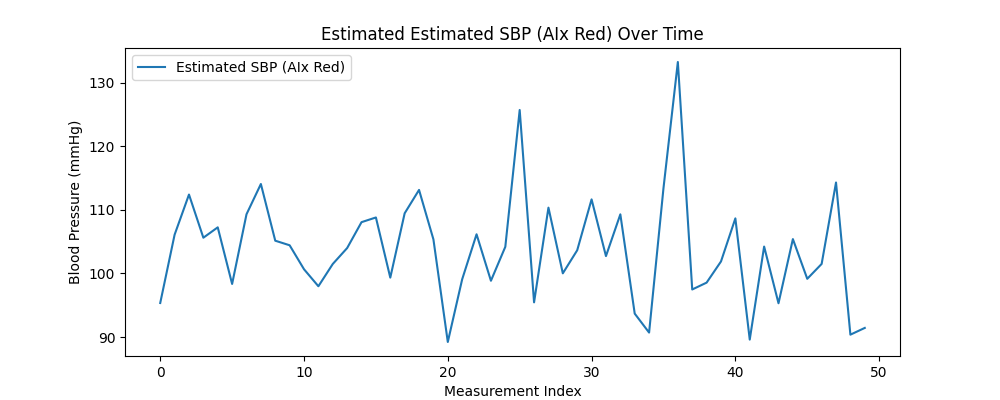 Estimated Estimated SBP (AIx Red) Over Time
Estimated SBP (AIx Red)
Blood Pressure (mmHg)
130
120
110
100
90
0 10 20 30 40 50
Measurement Index